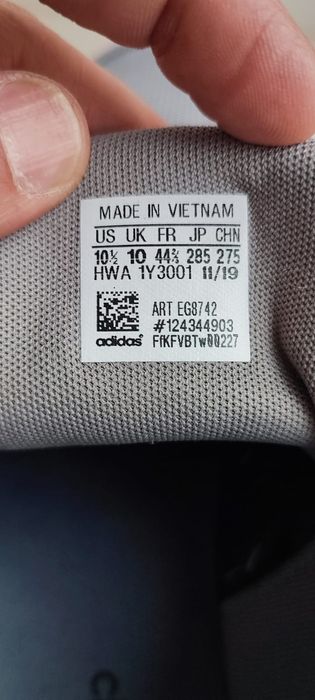 MADE IN VIETNAM
US UK FR JP CHN
10½ 10 44⅔ 285 275
HWA 1Y3001 11/19
ART EG8742
#124344903
adidas® FfKFVBTw00227